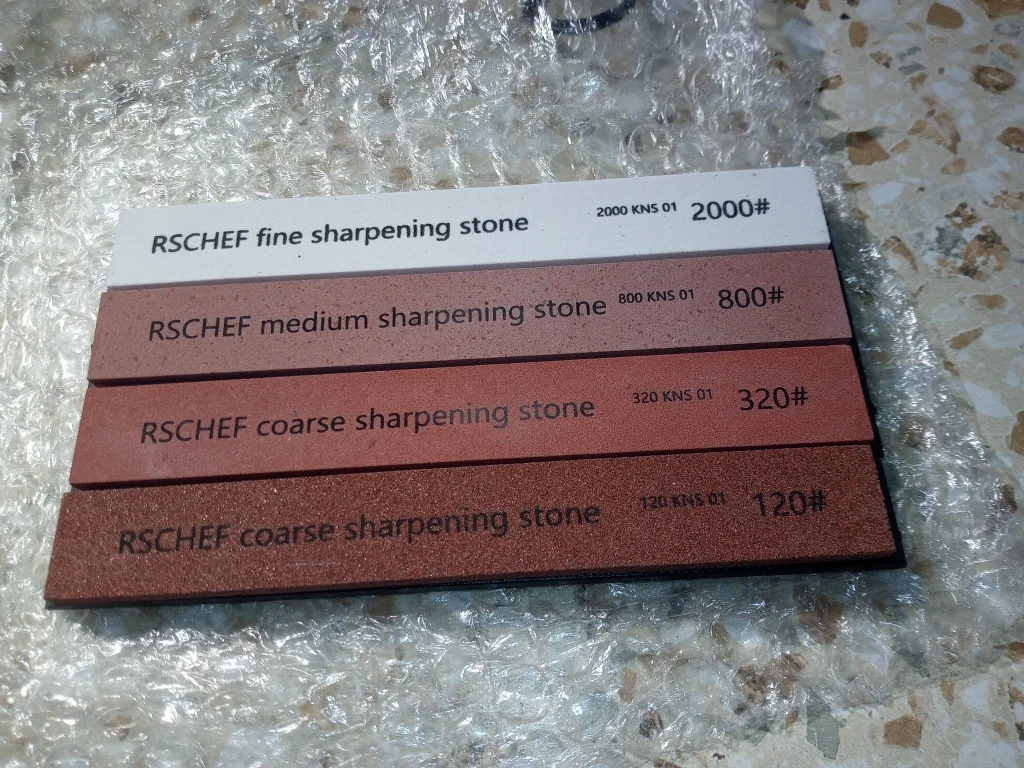 RSCHEF fine sharpening stone 2000 KNS 01 2000#
RSCHEF medium sharpening stone 800 KNS 01 800#
RSCHEF coarse sharpening stone 320 KNS 01 320#
RSCHEF coarse sharpening stone 120 KNS 01 120#